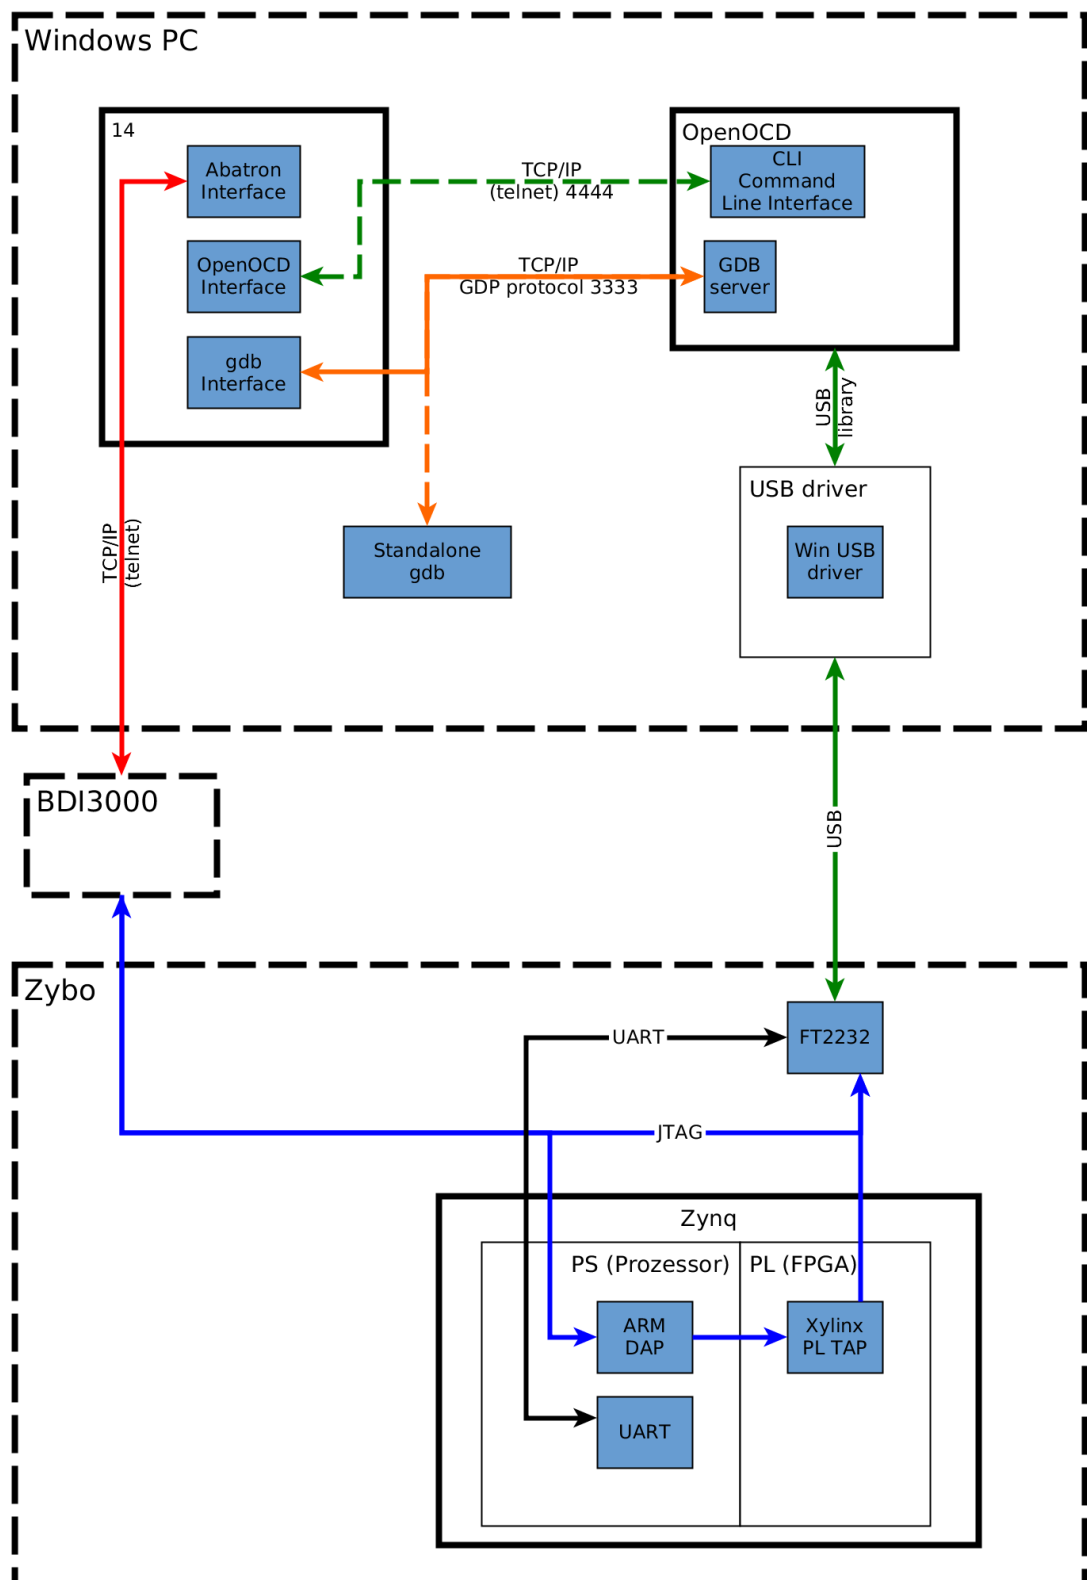 Windows PC
14
Abatron
Interface
OpenOCD
Interface
gdb
Interface
TCP/IP
(telnet) 4444
TCP/IP
GDP protocol 3333
OpenOCD
CLI
Command
Line Interface
GDB
server
USB
library
USB driver
Win USB
driver
Standalone
gdb
TCP/IP
(telnet)
BDI3000
USB
Zybo
FT2232
UART
JTAG
Zynq
PS (Prozessor)
PL (FPGA)
ARM
DAP
Xylinx
PL TAP
UART